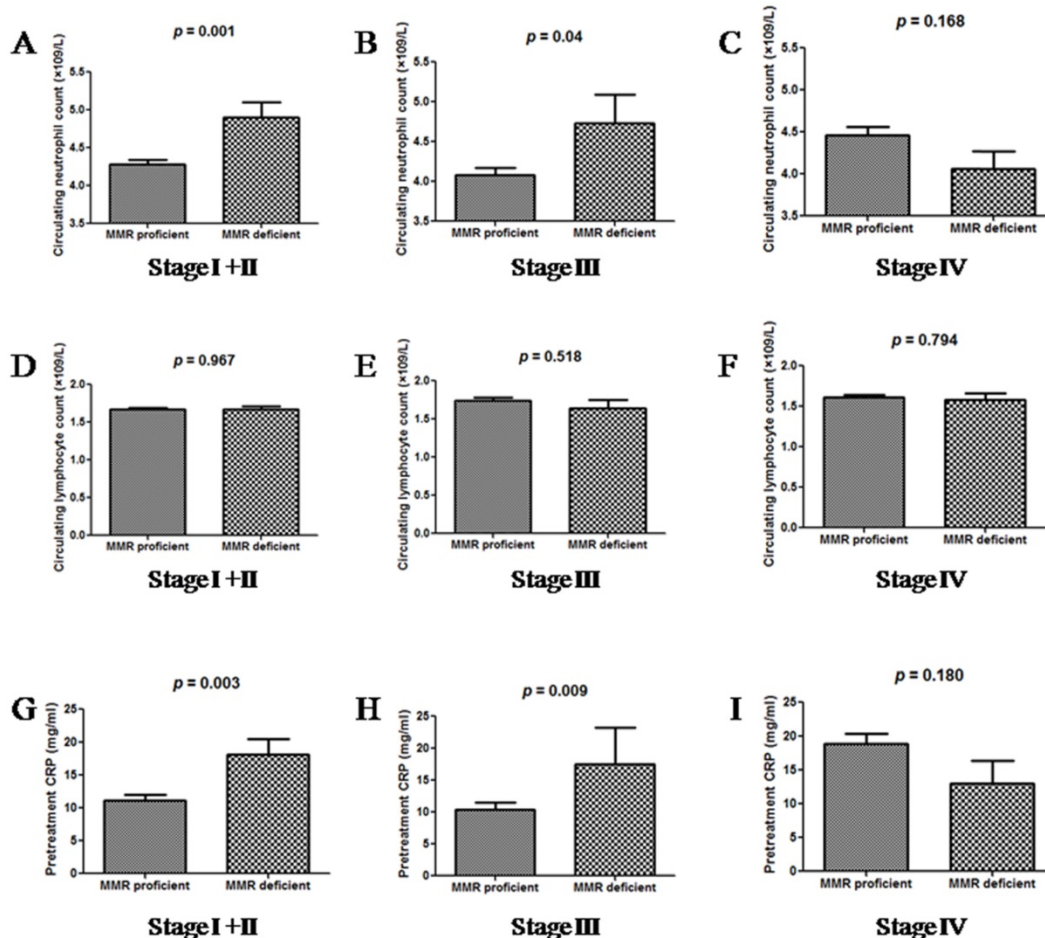 A
p = 0.001
Circulating neutrophil count (×109/L)
5.5
5.0
4.5
4.0
3.5
MMR proficient
MMR deficient
Stage I +II
B
p = 0.04
Circulating neutrophil count (×109/L)
5.5
5.0
4.5
4.0
3.5
MMR proficient
MMR deficient
Stage III
C
p = 0.168
Circulating neutrophil count (×109/L)
5.5
5.0
4.5
4.0
3.5
MMR proficient
MMR deficient
Stage IV
D
p = 0.967
Circulating lymphocyte count (×109/L)
2.0
1.5
1.0
0.5
0.0
MMR proficient
MMR deficient
Stage I +II
E
p = 0.518
Circulating lymphocyte count (×109/L)
2.0
1.5
1.0
0.5
0.0
MMR proficient
MMR deficient
Stage III
F
p = 0.794
Circulating lymphocyte count (×109/L)
2.0
1.5
1.0
0.5
0.0
MMR proficient
MMR deficient
Stage IV
G
p = 0.003
Pretreatment CRP (mg/ml)
25
20
15
10
5
0
MMR proficient
MMR deficient
Stage I +II
H
p = 0.009
Pretreatment CRP (mg/ml)
25
20
15
10
5
0
MMR proficient
MMR deficient
Stage III
I
p = 0.180
Pretreatment CRP (mg/ml)
25
20
15
10
5
0
MMR proficient
MMR deficient
Stage IV